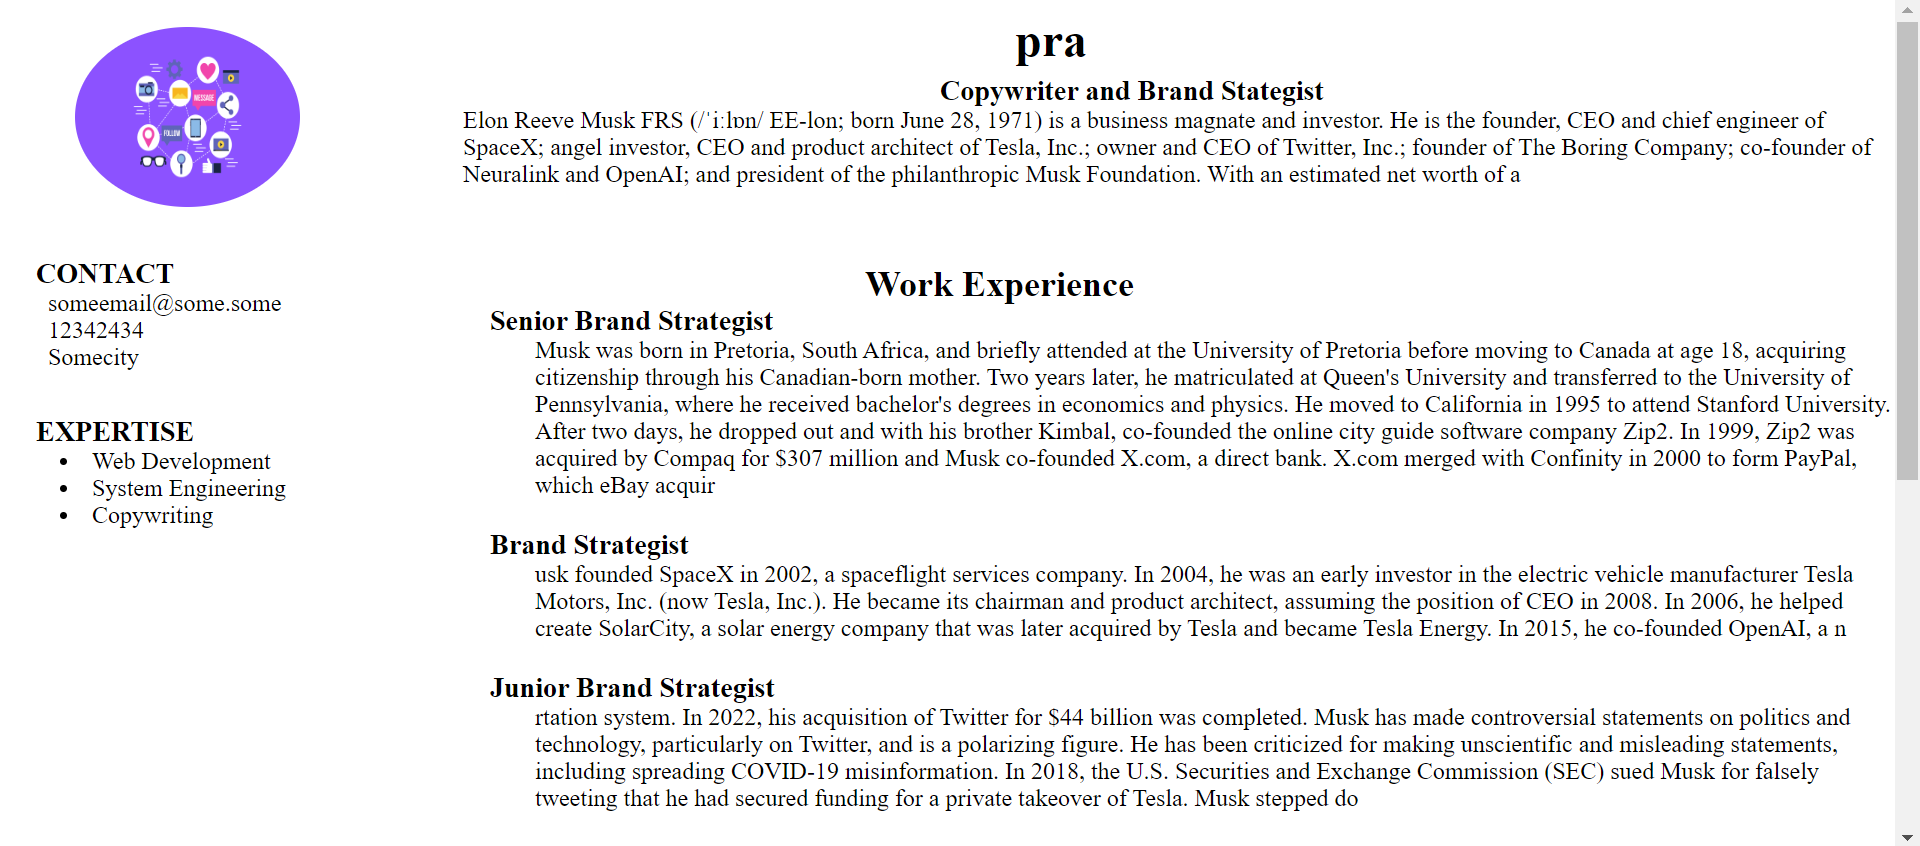 MESSAGE
FOLLOW
CONTACT
someemail@some.some
12342434
Somecity
EXPERTISE
• Web Development
• System Engineering
• Copywriting
pra
Copywriter and Brand Stategist
Elon Reeve Musk FRS (/ˈiːlɒn/ EE-lon; born June 28, 1971) is a business magnate and investor. He is the founder, CEO and chief engineer of
SpaceX; angel investor, CEO and product architect of Tesla, Inc.; owner and CEO of Twitter, Inc.; founder of The Boring Company; co-founder of
Neuralink and OpenAI; and president of the philanthropic Musk Foundation. With an estimated net worth of a
Work Experience
Senior Brand Strategist
Musk was born in Pretoria, South Africa, and briefly attended at the University of Pretoria before moving to Canada at age 18, acquiring
citizenship through his Canadian-born mother. Two years later, he matriculated at Queen's University and transferred to the University of
Pennsylvania, where he received bachelor's degrees in economics and physics. He moved to California in 1995 to attend Stanford University.
After two days, he dropped out and with his brother Kimbal, co-founded the online city guide software company Zip2. In 1999, Zip2 was
acquired by Compaq for $307 million and Musk co-founded X.com, a direct bank. X.com merged with Confinity in 2000 to form PayPal,
which eBay acquir
Brand Strategist
usk founded SpaceX in 2002, a spaceflight services company. In 2004, he was an early investor in the electric vehicle manufacturer Tesla
Motors, Inc. (now Tesla, Inc.). He became its chairman and product architect, assuming the position of CEO in 2008. In 2006, he helped
create SolarCity, a solar energy company that was later acquired by Tesla and became Tesla Energy. In 2015, he co-founded OpenAI, a n
Junior Brand Strategist
rtation system. In 2022, his acquisition of Twitter for $44 billion was completed. Musk has made controversial statements on politics and
technology, particularly on Twitter, and is a polarizing figure. He has been criticized for making unscientific and misleading statements,
including spreading COVID-19 misinformation. In 2018, the U.S. Securities and Exchange Commission (SEC) sued Musk for falsely
tweeting that he had secured funding for a private takeover of Tesla. Musk stepped do